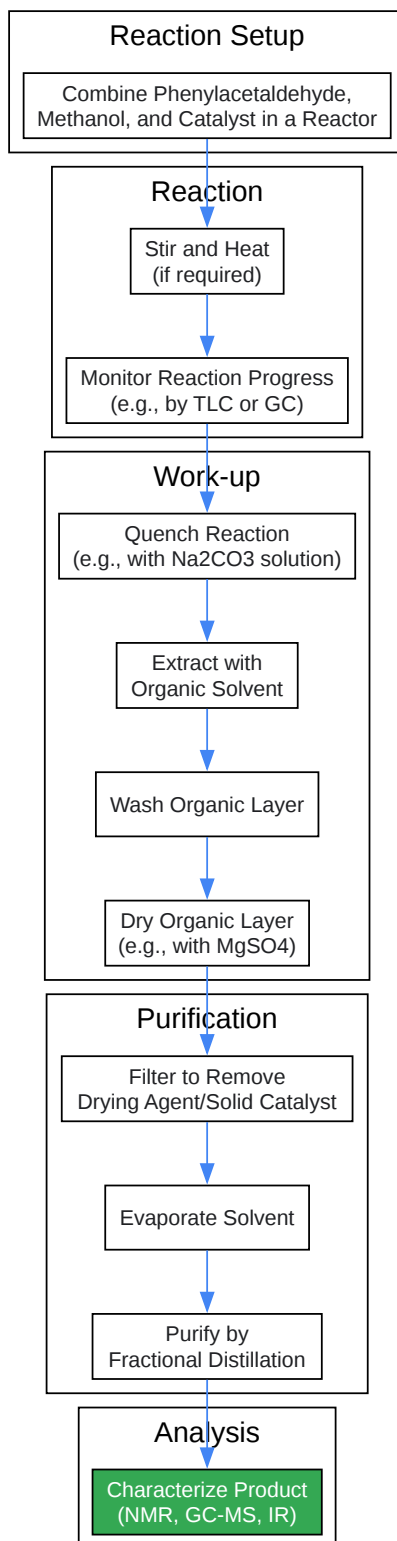 Reaction Setup
Combine Phenylacetaldehyde,
Methanol, and Catalyst in a Reactor
Reaction
Stir and Heat
(if required)
Monitor Reaction Progress
(e.g., by TLC or GC)
Work-up
Quench Reaction
(e.g., with Na2CO3 solution)
Extract with
Organic Solvent
Wash Organic Layer
Dry Organic Layer
(e.g., with MgSO4)
Purification
Filter to Remove
Drying Agent/Solid Catalyst
Evaporate Solvent
Purify by
Fractional Distillation
Analysis
Characterize Product
(NMR, GC-MS, IR)